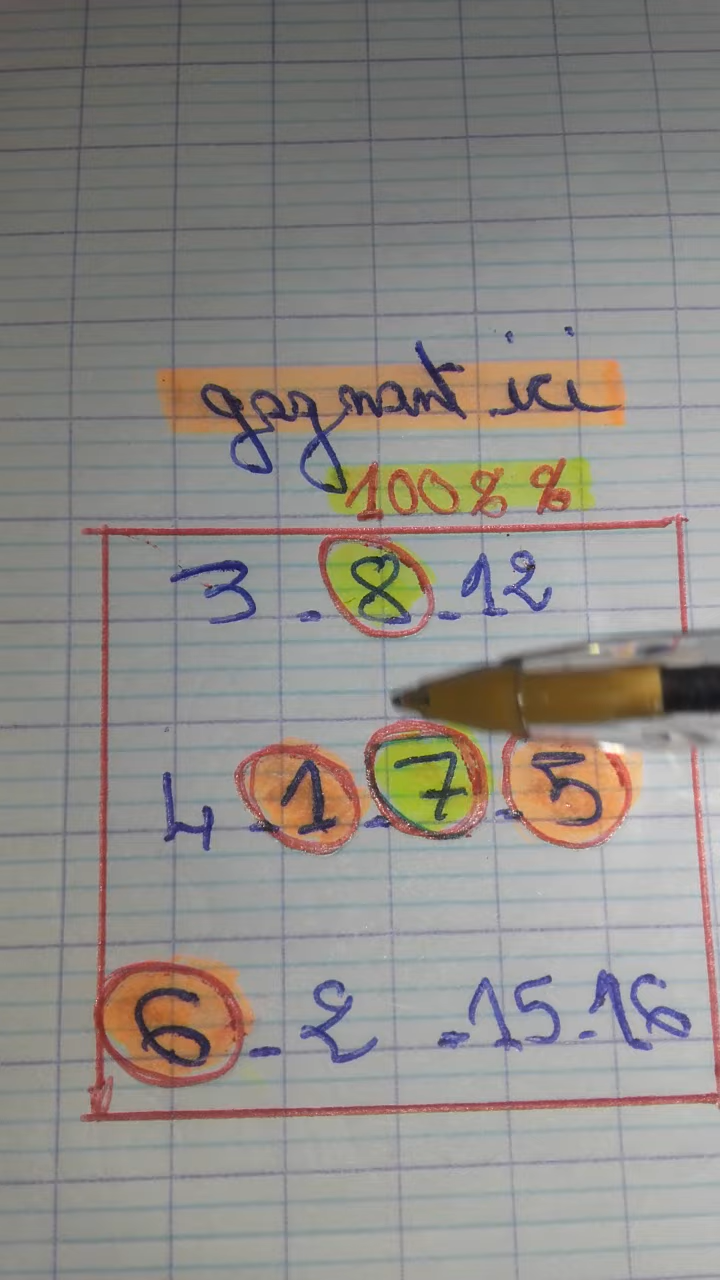 gagnant ici
100%%
3 - 8 - 12
4 - 1 - 7 - 5
6 - 2 - 15 - 16